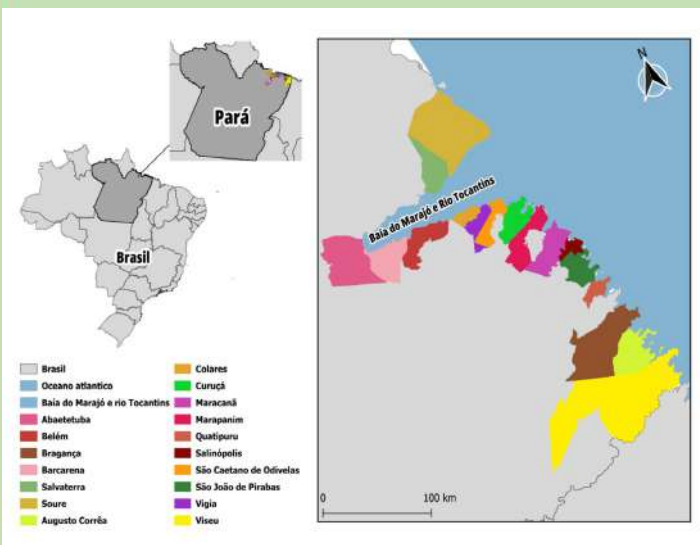 Pará
Brasil
N
Baía do Marajó e Rio Tocantins
0 100 km
Brasil
Oceano atlantico
Baía do Marajó e rio Tocantins
Abaetetuba
Belém
Bragança
Barcarena
Salvaterra
Soure
Augusto Corrêa
Colares
Curuçá
Maracanã
Marapanim
Quatipuru
Salinópolis
São Caetano de Odivelas
São João de Pirabas
Vigia
Viseu